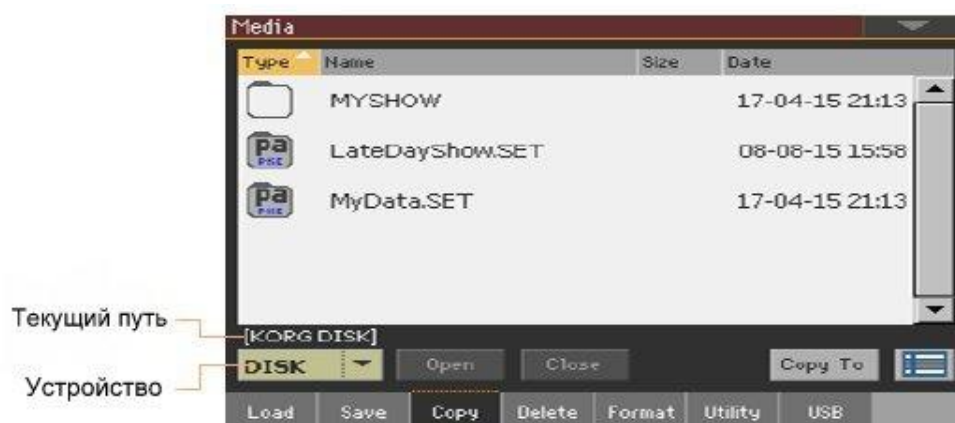 Media
Type Name Size Date
MYSHOW 17-04-15 21:13
LateDayShow.SET 08-08-15 15:58
MyData.SET 17-04-15 21:13
Текущий путь
[KORG DISK]
Устройство
DISK Open Close Copy To
Load Save Copy Delete Format Utility USB